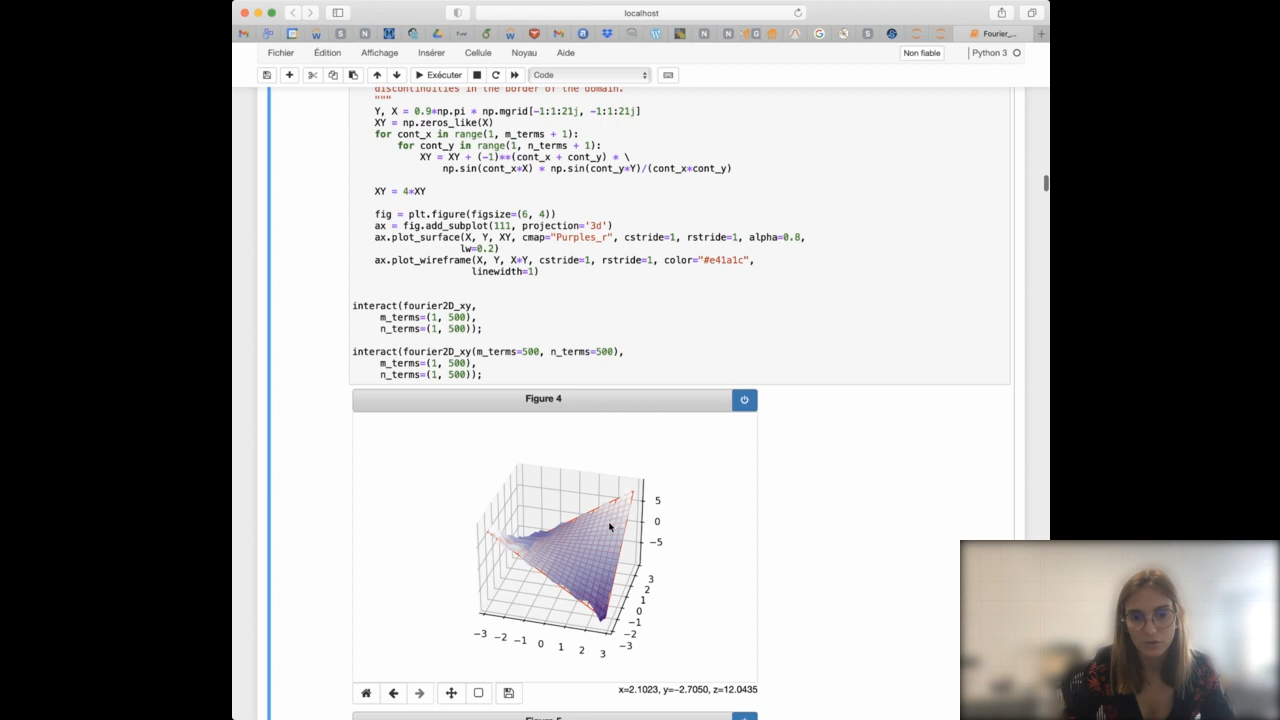 localhost
Fourier_...
Fichier Édition Affichage Insérer Cellule Noyau Aide Non fiable Python 3
Exécuter Code
discontinuities in the border of the domain.
"""
Y, X = 0.9*np.pi * np.mgrid[-1:1:21j, -1:1:21j]
XY = np.zeros_like(X)
for cont_x in range(1, m_terms + 1):
for cont_y in range(1, n_terms + 1):
XY = XY + (-1)**(cont_x + cont_y) * \
np.sin(cont_x*X) * np.sin(cont_y*Y)/(cont_x*cont_y)
XY = 4*XY
fig = plt.figure(figsize=(6, 4))
ax = fig.add_subplot(111, projection='3d')
ax.plot_surface(X, Y, XY, cmap="Purples_r", cstride=1, rstride=1, alpha=0.8,
lw=0.2)
ax.plot_wireframe(X, Y, X*Y, cstride=1, rstride=1, color="#e41a1c",
linewidth=1)
interact(fourier2D_xy,
m_terms=(1, 500),
n_terms=(1, 500));
interact(fourier2D_xy(m_terms=500, n_terms=500),
m_terms=(1, 500),
n_terms=(1, 500));
Figure 4
5
0
−5
3
2
1
0
−1
−2
−3
−3 −2 −1 0 1 2 3
x=2.1023, y=−2.7050, z=12.0435